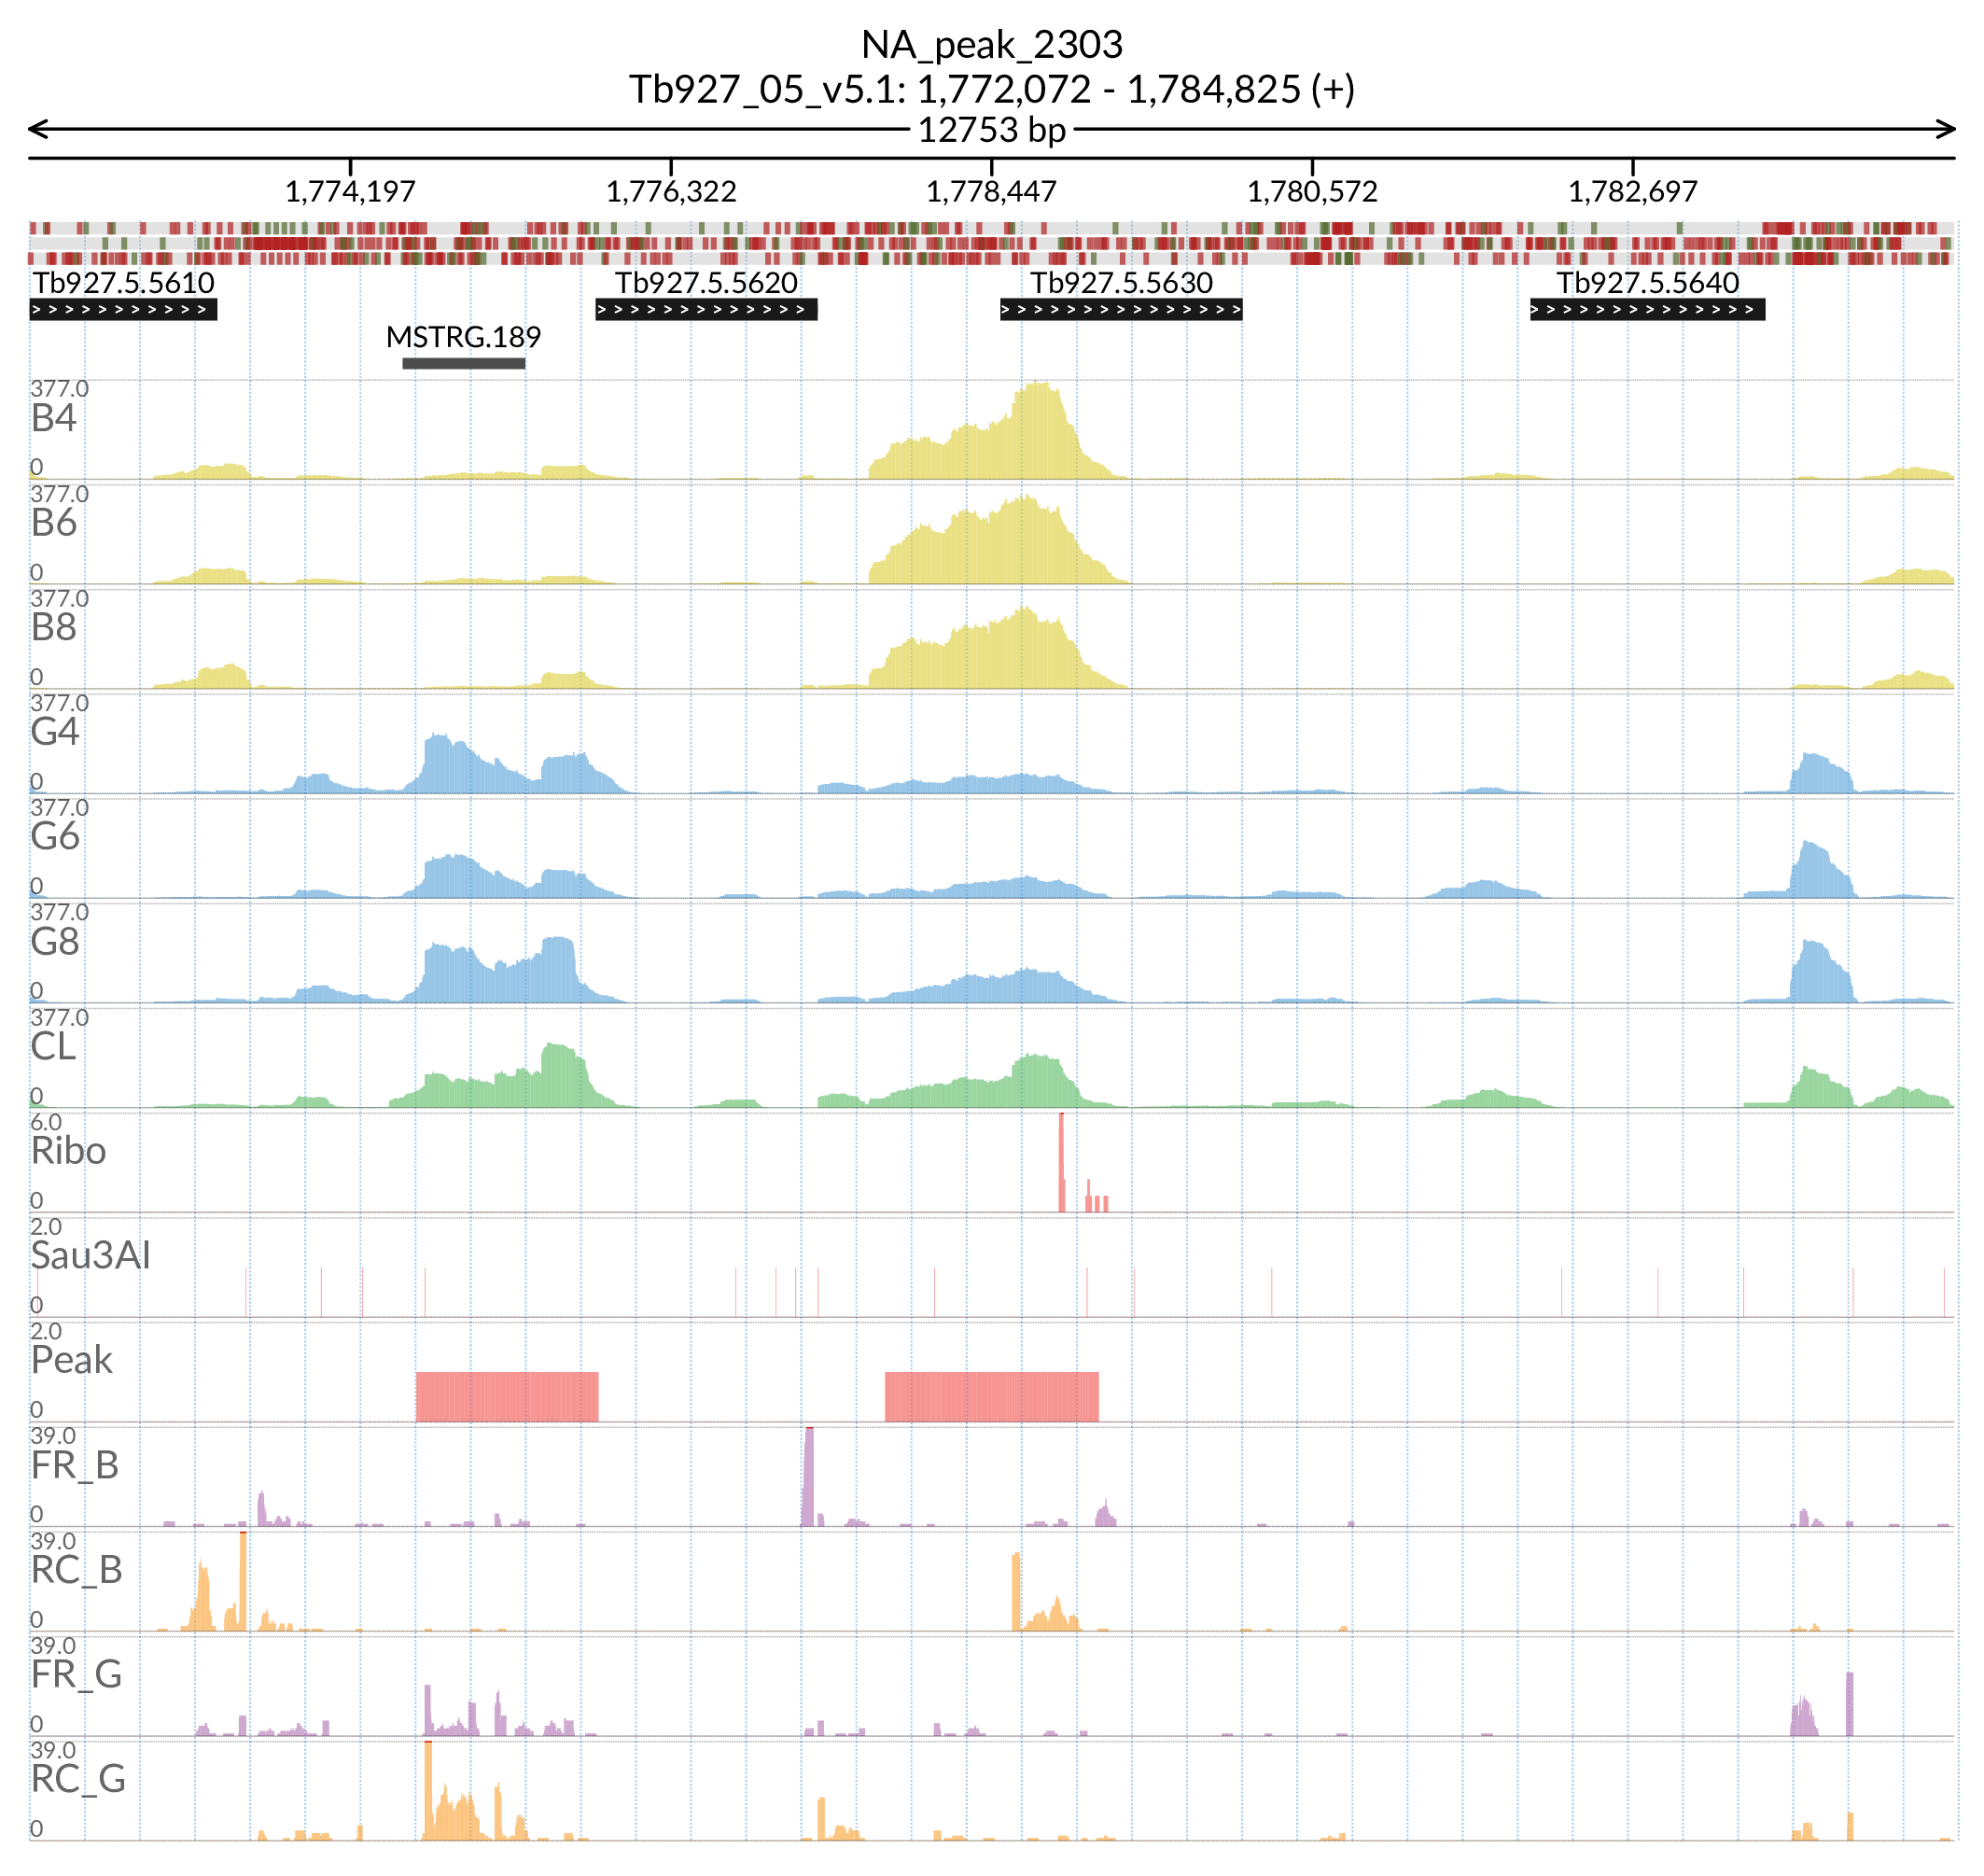 NA_peak_2303
Tb927_05_v5.1: 1,772,072 - 1,784,825 (+)
12753 bp
1,774,197 1,776,322 1,778,447 1,780,572 1,782,697
Tb927.5.5610 Tb927.5.5620 Tb927.5.5630 Tb927.5.5640
MSTRG.189
377.0
B4
0
377.0
B6
0
377.0
B8
0
377.0
G4
0
377.0
G6
0
377.0
G8
0
377.0
CL
0
6.0
Ribo
0
2.0
Sau3AI
0
2.0
Peak
0
39.0
FR_B
0
39.0
RC_B
0
39.0
FR_G
0
39.0
RC_G
0